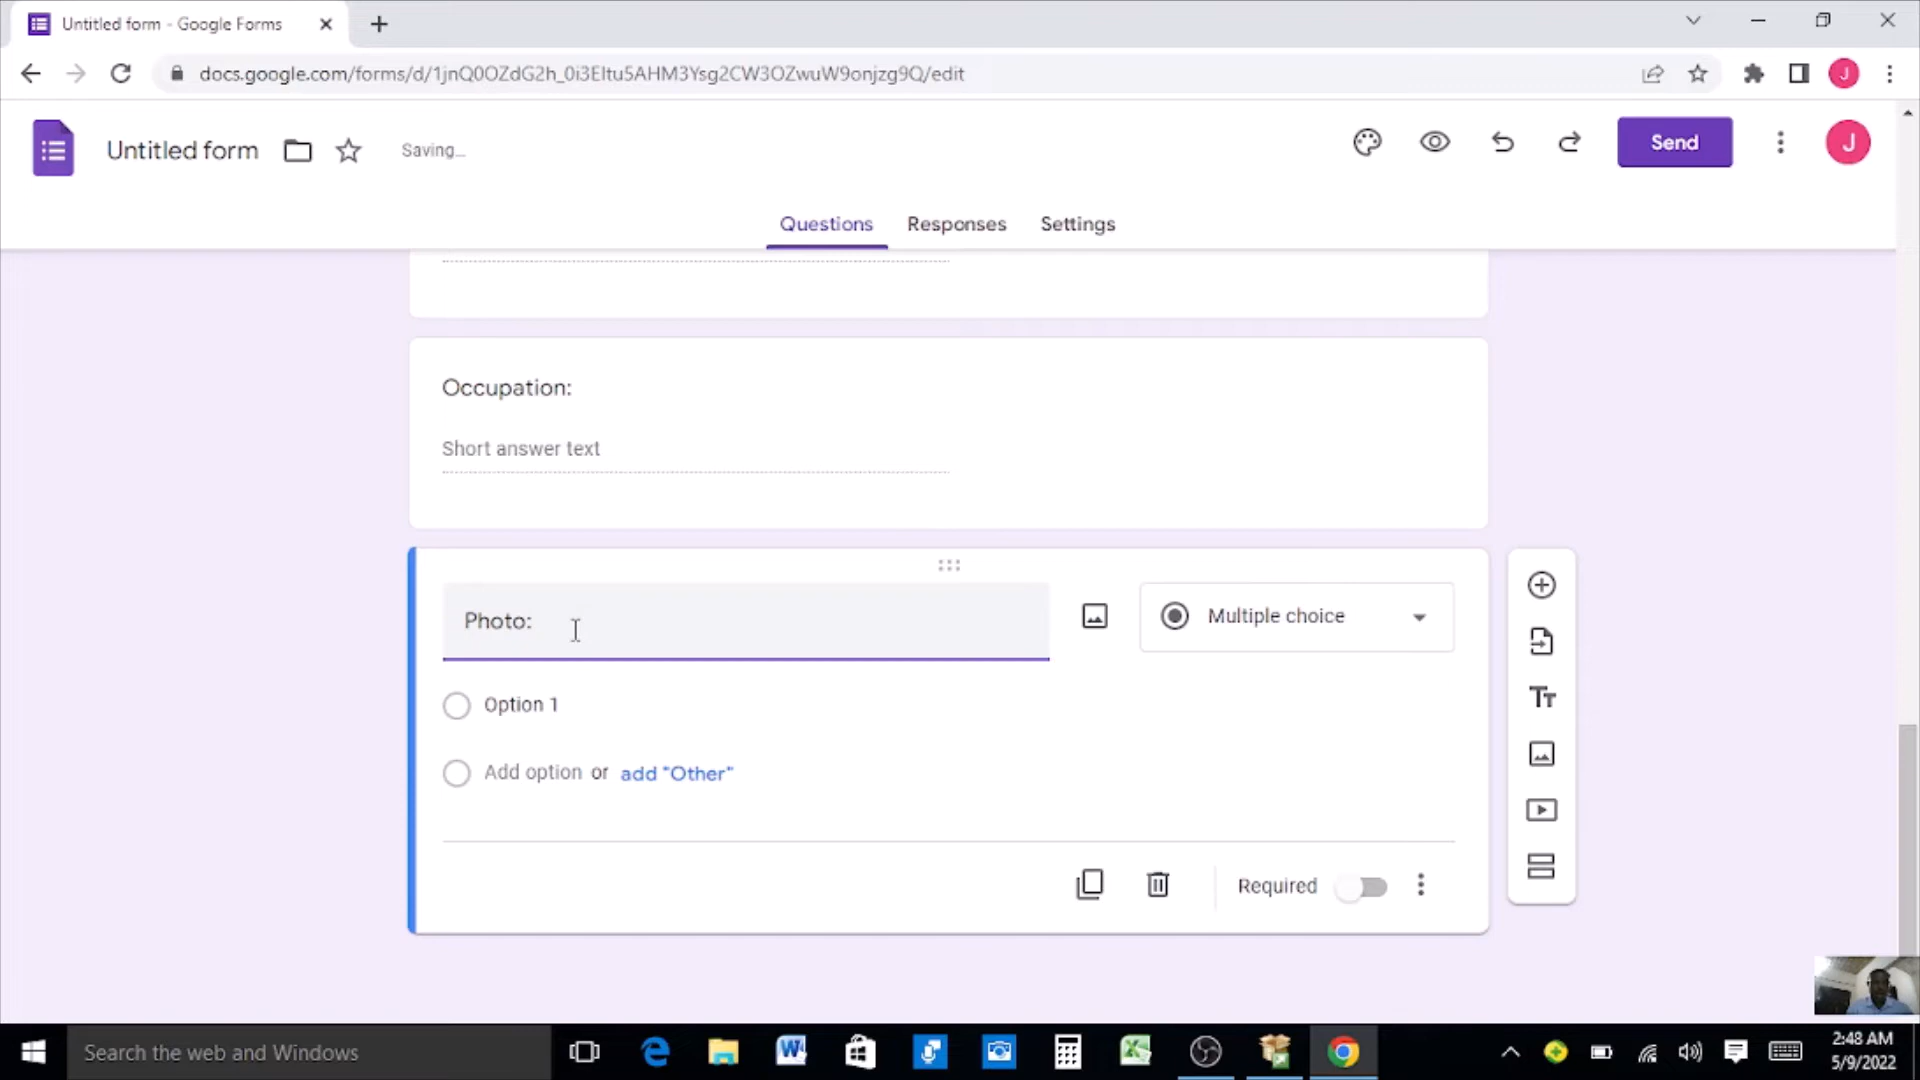 Untitled form - Google Forms
docs.google.com/forms/d/1jnQ0OZdG2h_0i3EItu5AHM3Ysg2CW3OZwuW9onjzg9Q/edit
J
Untitled form
Saving...
Send
J
Questions
Responses
Settings
Occupation:
Short answer text
Photo:
Multiple choice
Option 1
Add option or add "Other"
Required
Search the web and Windows
2:48 AM
5/9/2022